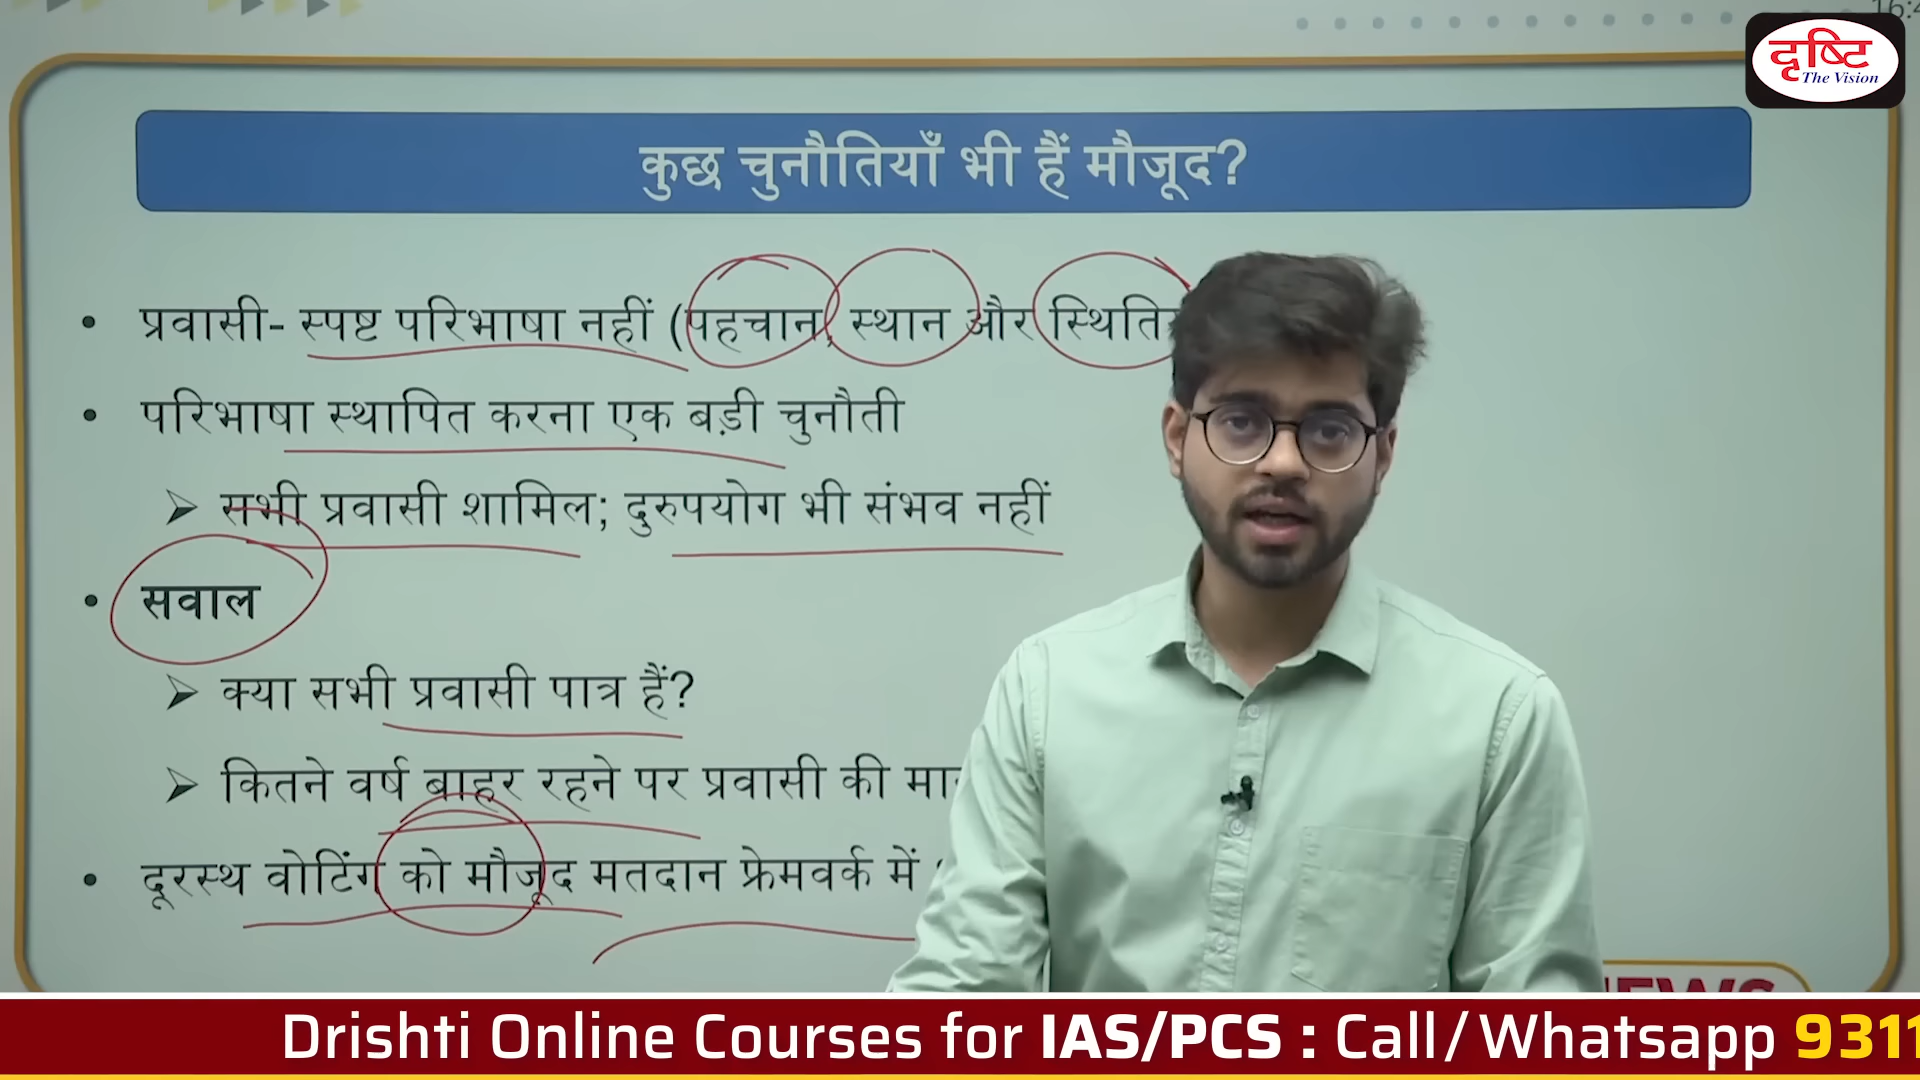 दृष्टि
The Vision
कुछ चुनौतियाँ भी हैं मौजूद?
• प्रवासी- स्पष्ट परिभाषा नहीं (पहचान, स्थान और
• परिभाषा स्थापित करना एक बड़ी चुनौती
➢ सभी प्रवासी शामिल; दुरुपयोग भी संभव नहीं
• सवाल
➢ क्या सभी प्रवासी पात्र हैं?
➢ कितने वर्ष बाहर रहने पर प्रवासी की
• दूरस्थ वोटिंग को मौजूद मतदान फ्रेमवर्क में
Drishti Online Courses for IAS/PCS : Call/Whatsapp 9311